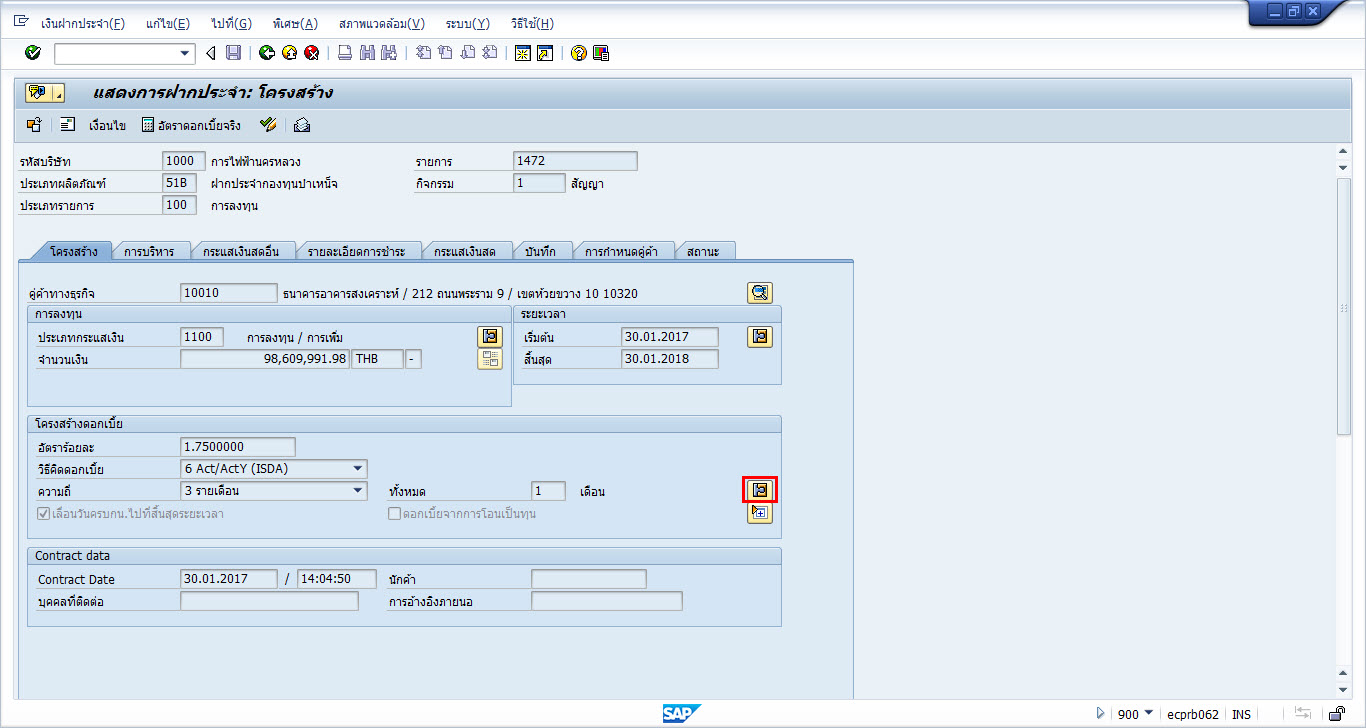 เงินฝากประจำ(F) แก้ไข(E) ไปที่(G) พิเศษ(A) สภาพแวดล้อม(V) ระบบ(Y) วิธีใช้(H)
แสดงการฝากประจำ: โครงสร้าง
เงื่อนไข อัตราดอกเบี้ยจริง
รหัสบริษัท 1000 การไฟฟ้านครหลวง รายการ 1472
ประเภทผลิตภัณฑ์ 51B ฝากประจำกองทุนบำเหน็จ กิจกรรม 1 สัญญา
ประเภทรายการ 100 การลงทุน
โครงสร้าง การบริหาร กระแสเงินสดอื่น รายละเอียดการชำระ กระแสเงินสด บันทึก การกำหนดคู่ค้า สถานะ
คู่ค้าทางธุรกิจ 10010 ธนาคารอาคารสงเคราะห์ / 212 ถนนพระราม 9 / เขตห้วยขวาง 10 10320
การลงทุน ระยะเวลา
ประเภทกระแสเงิน 1100 การลงทุน / การเพิ่ม เริ่มต้น 30.01.2017
จำนวนเงิน 98,609,991.98 THB - สิ้นสุด 30.01.2018
โครงสร้างดอกเบี้ย
อัตราร้อยละ 1.7500000
วิธีคิดดอกเบี้ย 6 Act/ActY (ISDA)
ความถี่ 3 รายเดือน ทั้งหมด 1 เดือน
เลื่อนวันครบกน.ไปที่สิ้นสุดระยะเวลา ดอกเบี้ยจากการโอนเป็นทุน
Contract data
Contract Date 30.01.2017 / 14:04:50 นักค้า
บุคคลที่ติดต่อ การอ้างอิงภายนอ
SAP 900 ecprb062 INS